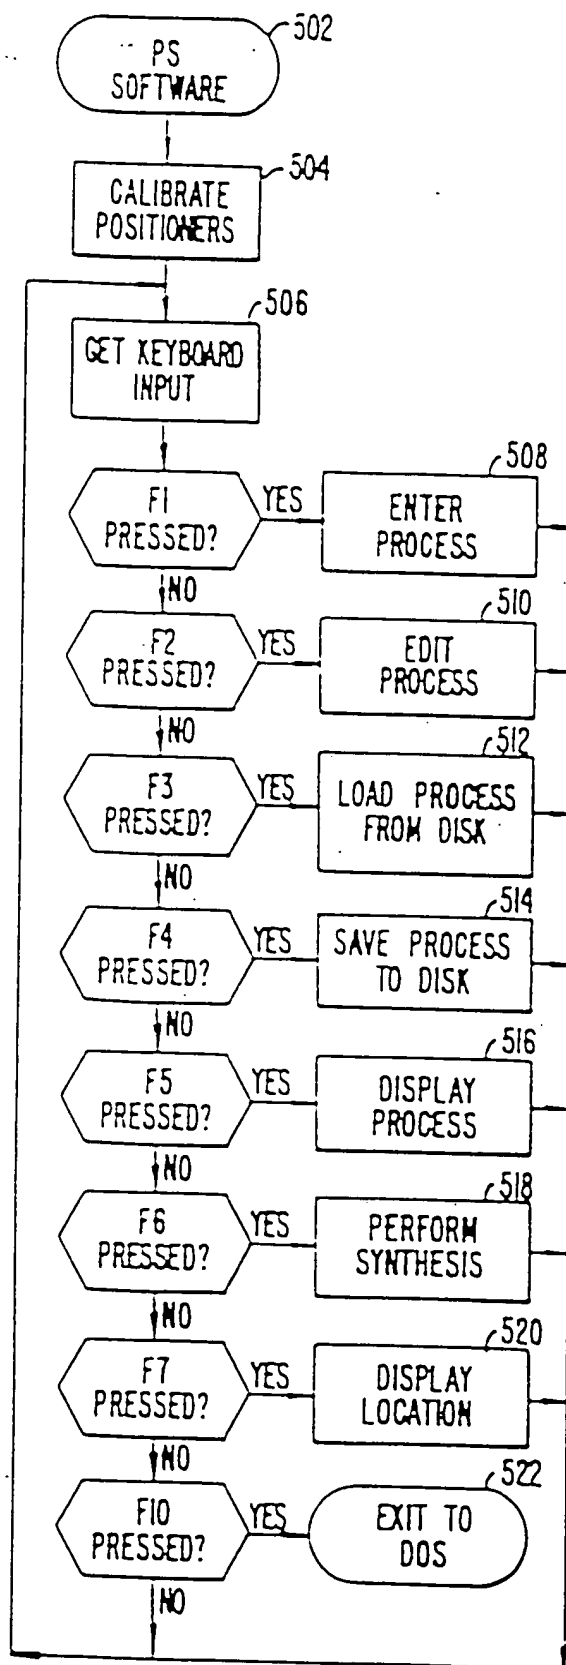 502
PS
SOFTWARE
504
CALIBRATE
POSITIONERS
506
GET KEYBOARD
INPUT
508
F1
PRESSED?
YES
ENTER
PROCESS
NO
510
F2
PRESSED?
YES
EDIT
PROCESS
NO
512
F3
PRESSED?
YES
LOAD PROCESS
FROM DISK
NO
514
F4
PRESSED?
YES
SAVE PROCESS
TO DISK
NO
516
F5
PRESSED?
YES
DISPLAY
PROCESS
NO
518
F6
PRESSED?
YES
PERFORM
SYNTHESIS
NO
520
F7
PRESSED?
YES
DISPLAY
LOCATION
NO
522
F10
PRESSED?
YES
EXIT TO
DOS
NO